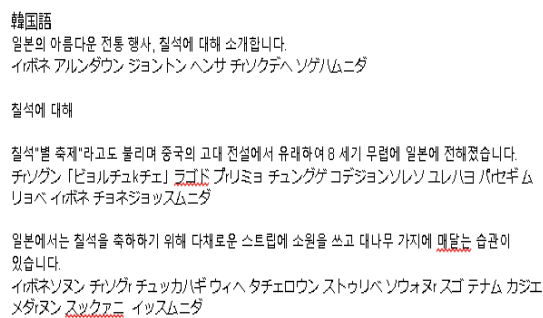 韓国語
일본의 아름다운 전통 행사, 칠석에 대해 소개합니다.
イrボネ アルンダウン ジョントン ヘンサ チrソクデヘ ソゲハムニダ
칠석에 대해
칠석"별 축제"라고도 불리며 중국의 고대 전설에서 유래하여 8 세기 무렵에 일본에 전해졌습니다.
チrソグン「ビョルチュkチェ」ラゴド プrリミョ チュングゲ コデジョンソレソ ユレハヨ パrセギ ム
リョベ イrボネ チョネジョッスムニダ
일본에서는 칠석을 축하하기 위해 다채로운 스트립에 소원을 쓰고 대나무 가지에 매달는 습관이
있습니다.
イrボネソヌン チrソグr チュッカハギ ウィヘ タチェロウン ストゥリベ ソウォヌr スゴ テナム カジエ
メダrヌン スックァニ イッスムニダ